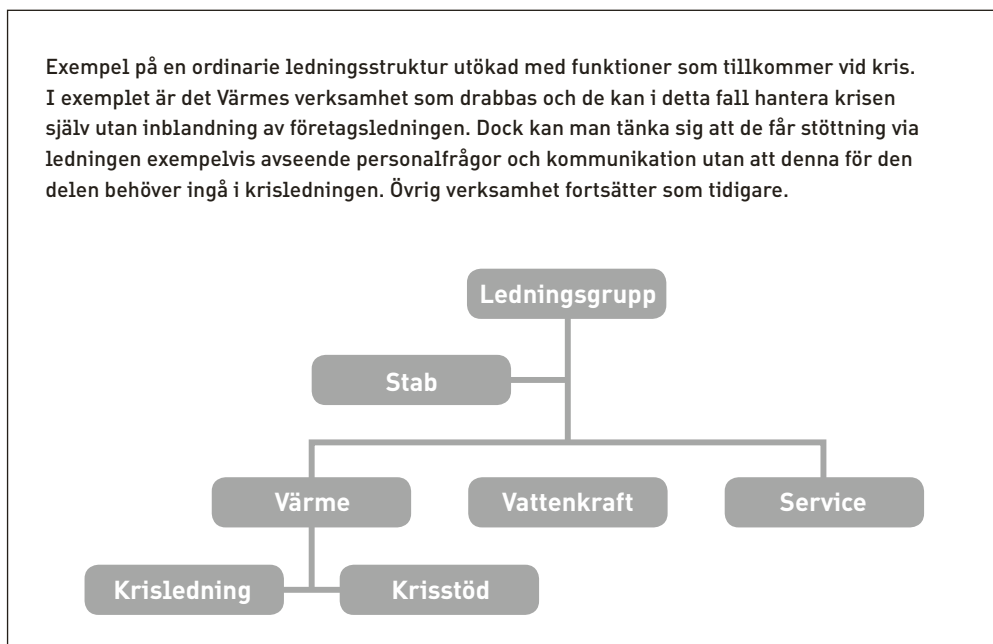 Exempel på en ordinarie ledningsstruktur utökad med funktioner som tillkommer vid kris.
I exemplet är det Värmes verksamhet som drabbas och de kan i detta fall hantera krisen
själv utan inblandning av företagsledningen. Dock kan man tänka sig att de får stöttning via
ledningen exempelvis avseende personalfrågor och kommunikation utan att denna för den
delen behöver ingå i krisledningen. Övrig verksamhet fortsätter som tidigare.
Ledningsgrupp
Stab
Värme
Vattenkraft
Service
Krisledning
Krisstöd